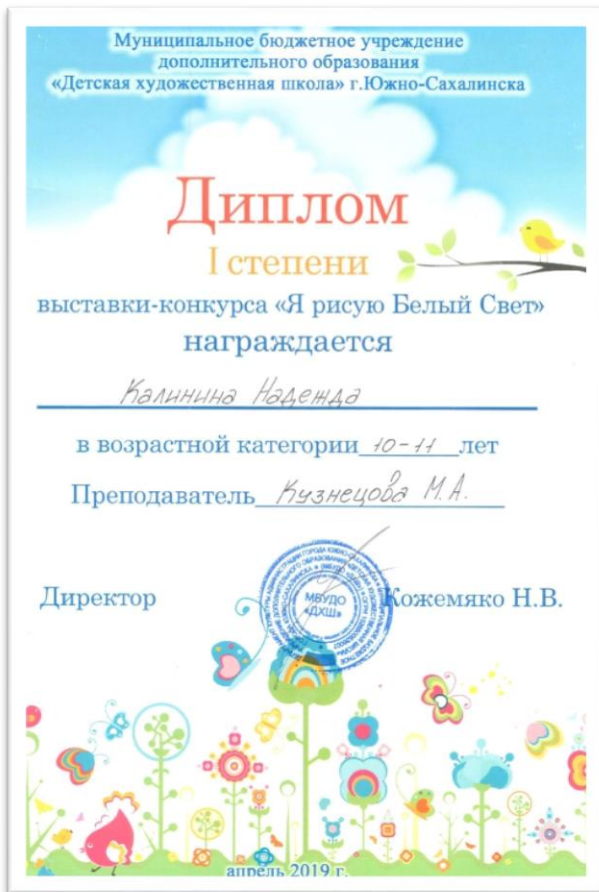 Муниципальное бюджетное учреждение
дополнительного образования
«Детская художественная школа» г.Южно-Сахалинска
Диплом
I степени
выставки-конкурса «Я рисую Белый Свет»
награждается
Калинина Надежда
в возрастной категории 10-11 лет
Преподаватель Кузнецова М.А.
МБУДО
«ДХШ»
Директор Кожемяко Н.В.
апрель 2019 г.